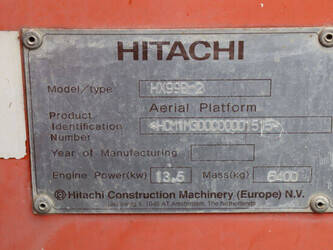 HITACHI
Model/type HX99B-2
Aerial Platform
Product
Identification
Number
Year of Manufacturing
Engine Power(kw) 13.5 Mass(kg) 6400
Hitachi Construction Machinery (Europe) N.V.